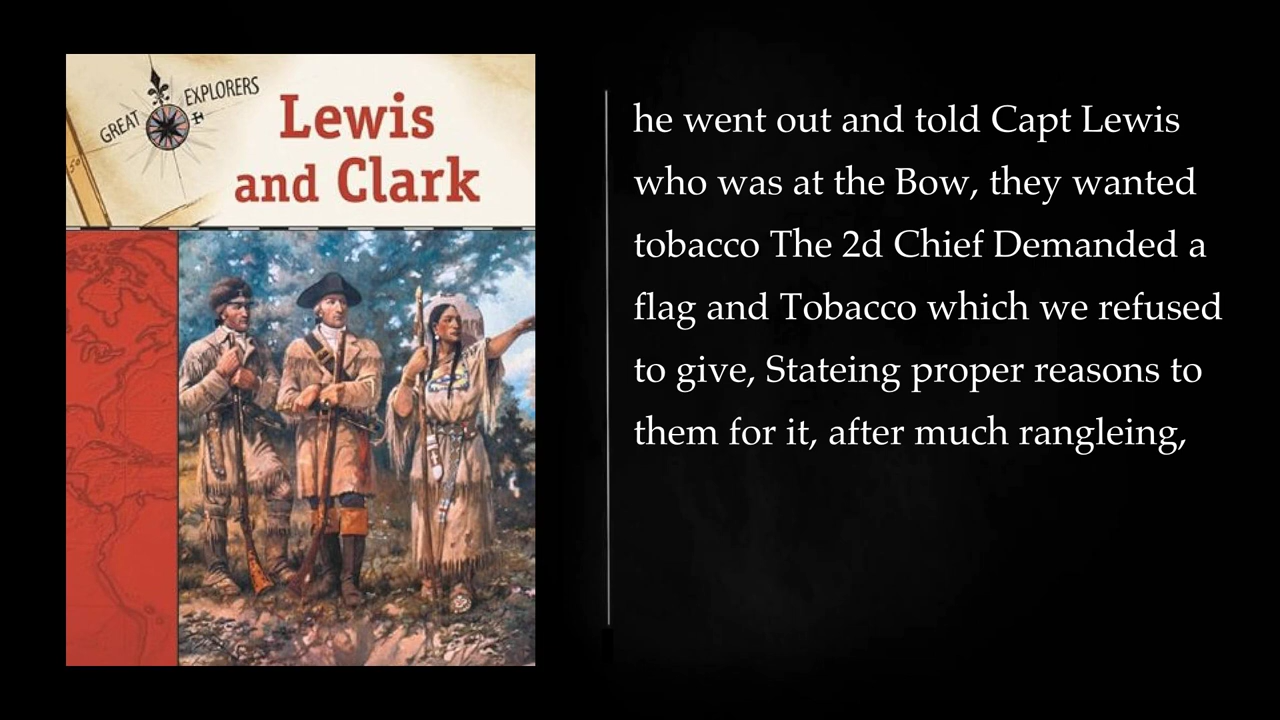 GREAT EXPLORERS
Lewis
and Clark
50
he went out and told Capt Lewis
who was at the Bow, they wanted
tobacco The 2d Chief Demanded a
flag and Tobacco which we refused
to give, Stateing proper reasons to
them for it, after much rangleing,